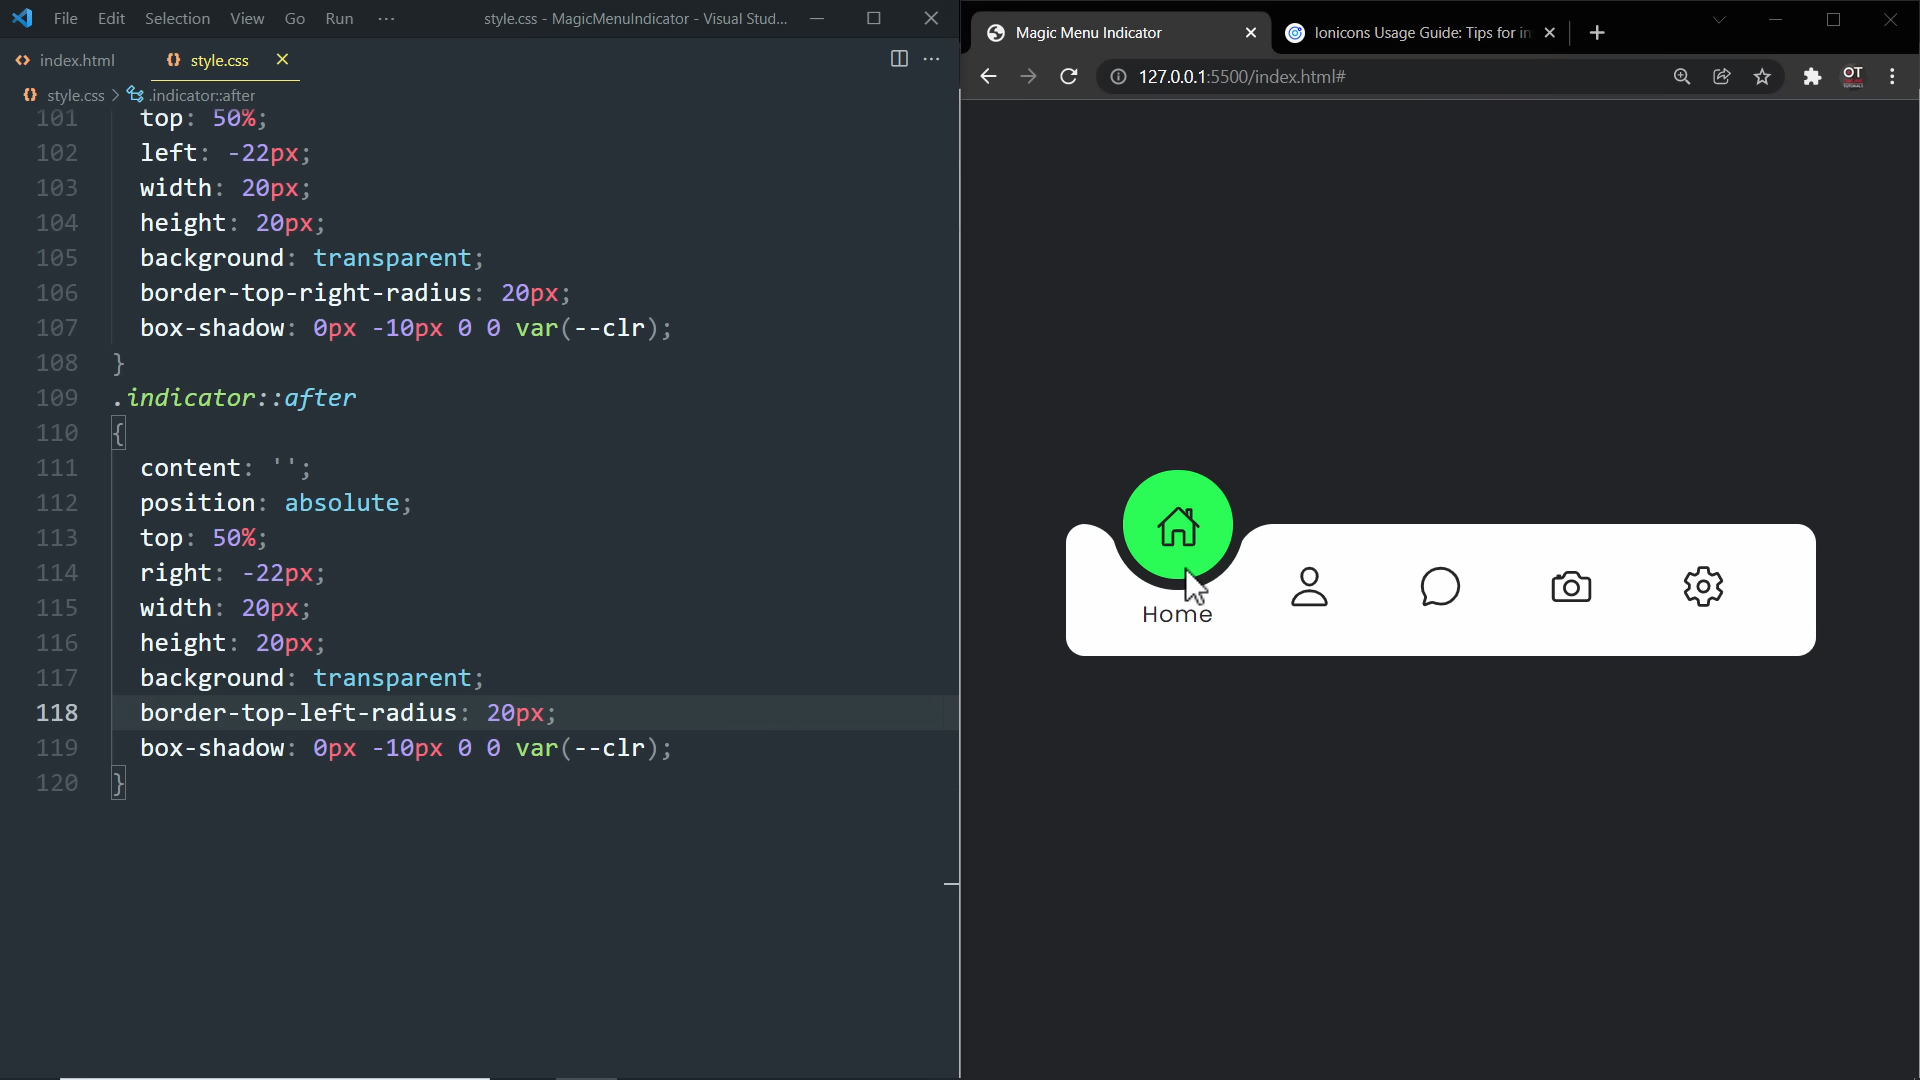 File Edit Selection View Go Run ··· style.css - MagicMenuIndicator - Visual Stud...
index.html style.css
style.css > .indicator::after
101 top: 50%;
102 left: -22px;
103 width: 20px;
104 height: 20px;
105 background: transparent;
106 border-top-right-radius: 20px;
107 box-shadow: 0px -10px 0 0 var(--clr);
108 }
109 .indicator::after
110 {
111 content: '';
112 position: absolute;
113 top: 50%;
114 right: -22px;
115 width: 20px;
116 height: 20px;
117 background: transparent;
118 border-top-left-radius: 20px;
119 box-shadow: 0px -10px 0 0 var(--clr);
120 }
Magic Menu Indicator Ionicons Usage Guide: Tips for in
127.0.0.1:5500/index.html#
OT
Home